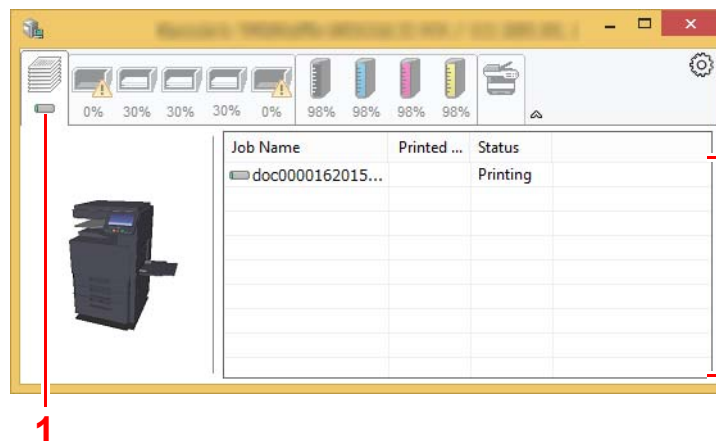 0% 30% 30% 30% 0% 98% 98% 98% 98%
Job Name Printed ... Status
doc0000162015... Printing
1